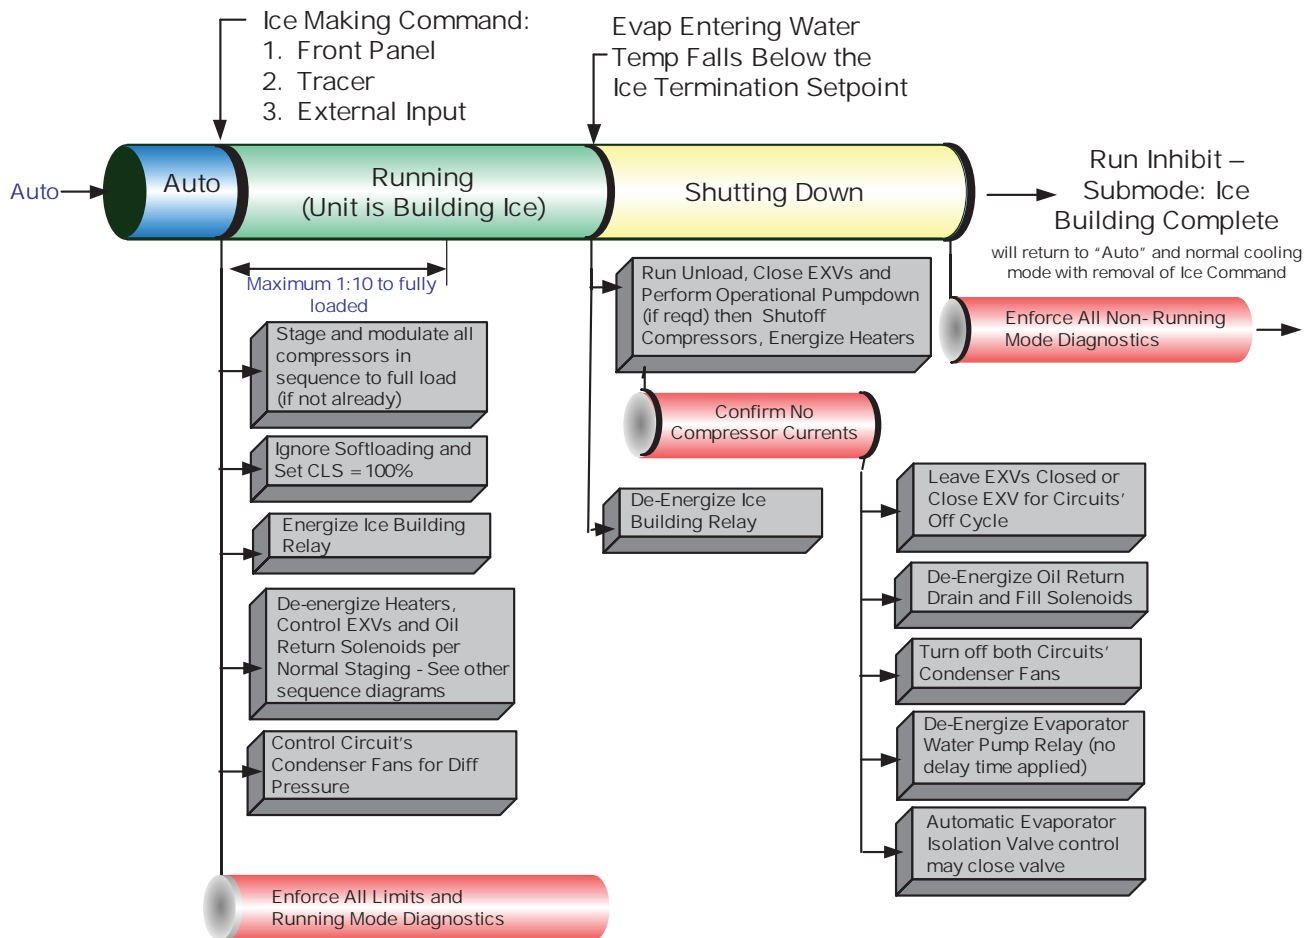 Ice Making Command:
1. Front Panel
2. Tracer
3. External Input
Evap Entering Water
Temp Falls Below the
Ice Termination Setpoint
Auto
Auto
Running
(Unit is Building Ice)
Shutting Down
Run Inhibit –
Submode: Ice
Building Complete
will return to “Auto” and normal cooling
mode with removal of Ice Command
Maximum 1:10 to fully
loaded
Stage and modulate all
compressors in
sequence to full load
(if not already)
Ignore Softloading and
Set CLS = 100%
Energize Ice Building
Relay
De-energize Heaters,
Control EXVs and Oil
Return Solenoids per
Normal Staging - See other
sequence diagrams
Control Circuit's
Condenser Fans for Diff
Pressure
Enforce All Limits and
Running Mode Diagnostics
Run Unload, Close EXVs and
Perform Operational Pumpdown
(if reqd) then Shutoff
Compressors, Energize Heaters
Confirm No
Compressor Currents
De-Energize Ice
Building Relay
Enforce All Non-Running
Mode Diagnostics
Leave EXVs Closed or
Close EXV for Circuits'
Off Cycle
De-Energize Oil Return
Drain and Fill Solenoids
Turn off both Circuits'
Condenser Fans
De-Energize Evaporator
Water Pump Relay (no
delay time applied)
Automatic Evaporator
Isolation Valve control
may close valve